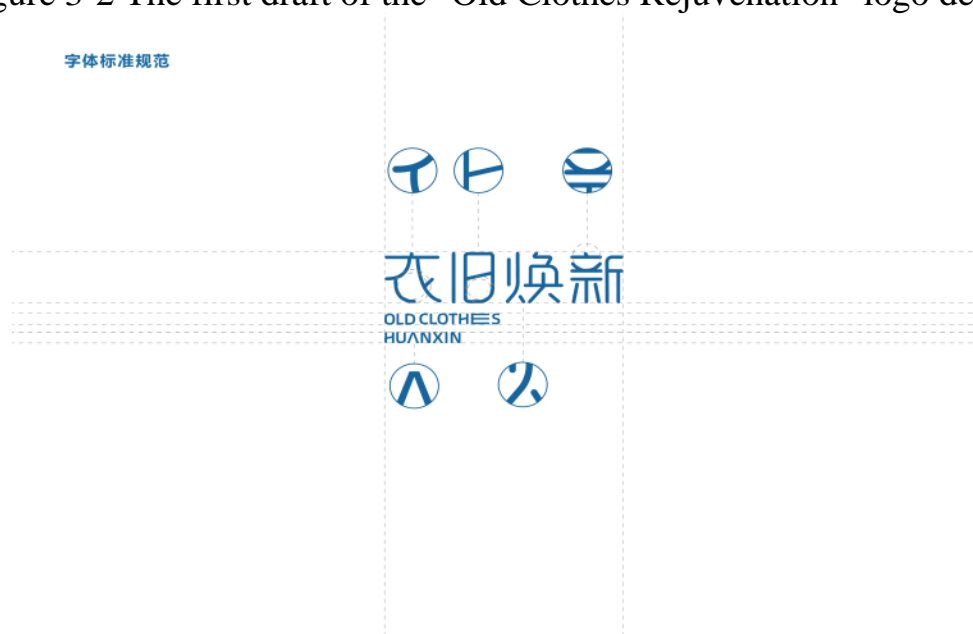 gure 3-2 The first draft of the "Old Clothes Rejuvenation" logo de
字体标准规范
衣旧焕新
OLD CLOTHES
HUANXIN